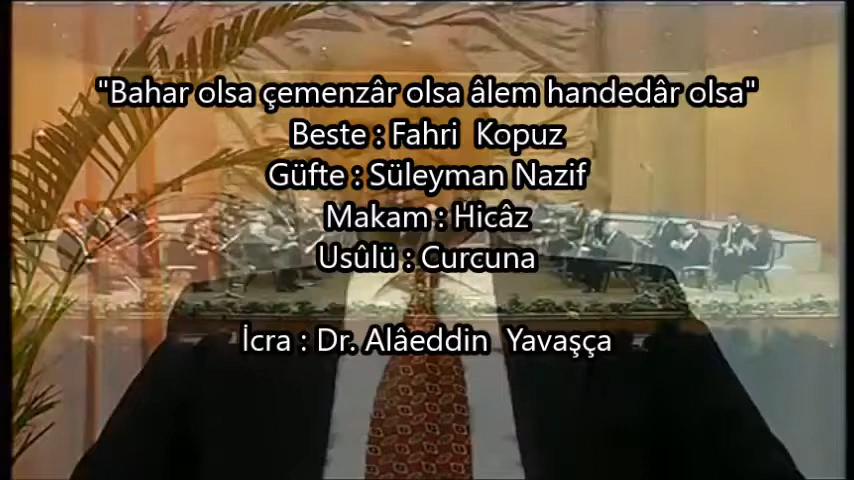 "Bahar olsa çemenzâr olsa âlem handedâr olsa"
Beste : Fahri Kopuz
Güfte : Süleyman Nazif
Makam : Hicâz
Usûlü : Curcuna
İcra : Dr. Alâeddin Yavaşça